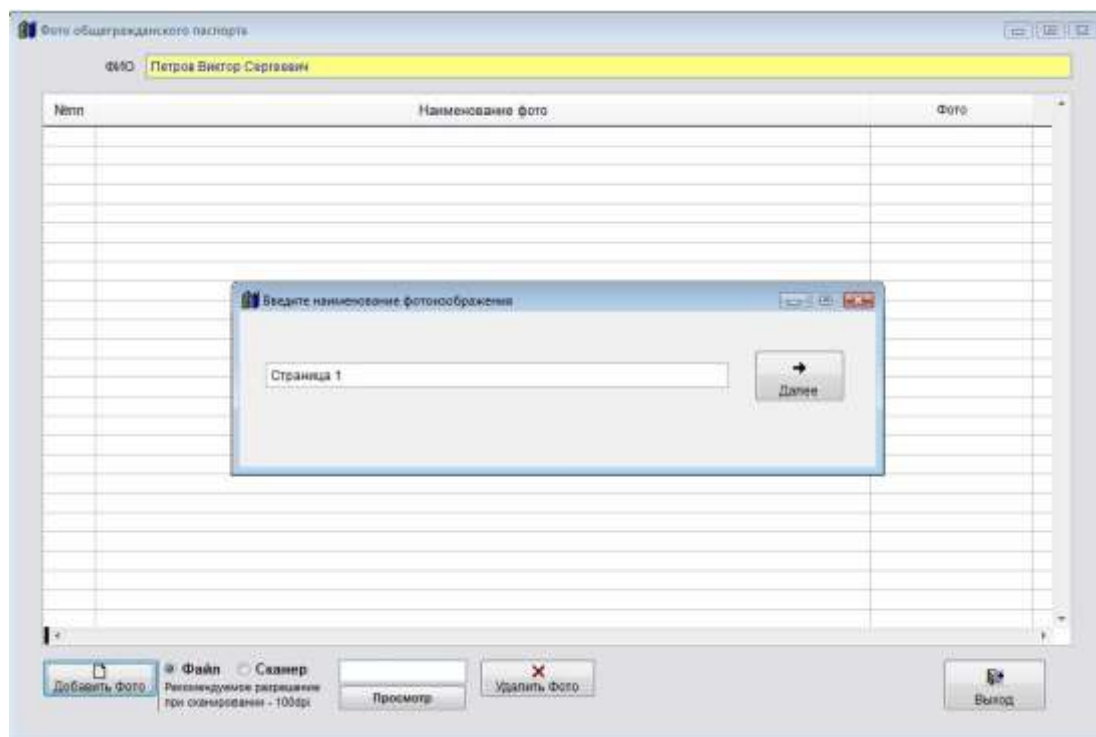 Фото общегражданского паспорта
ФИО Петров Виктор Сергеевич
№пп Наименование фото Фото
Введите наименование фотоизображения
Страница 1
Далее
Добавить Фото
Файл Сканер
Рекомендуемое разрешение
при сканировании - 100dpi
Просмотр
Удалить Фото
Выход